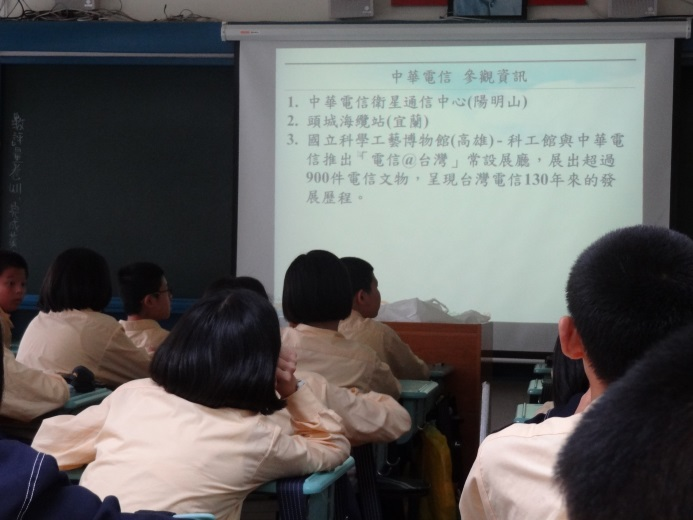 中華電信 參觀資訊
1. 中華電信衛星通信中心(陽明山)
2. 頭城海纜站(宜蘭)
3. 國立科學工藝博物館(高雄) - 科工館與中華電
信推出「電信@台灣」常設展廳，展出超過
900件電信文物，呈現台灣電信130年來的發
展歷程。